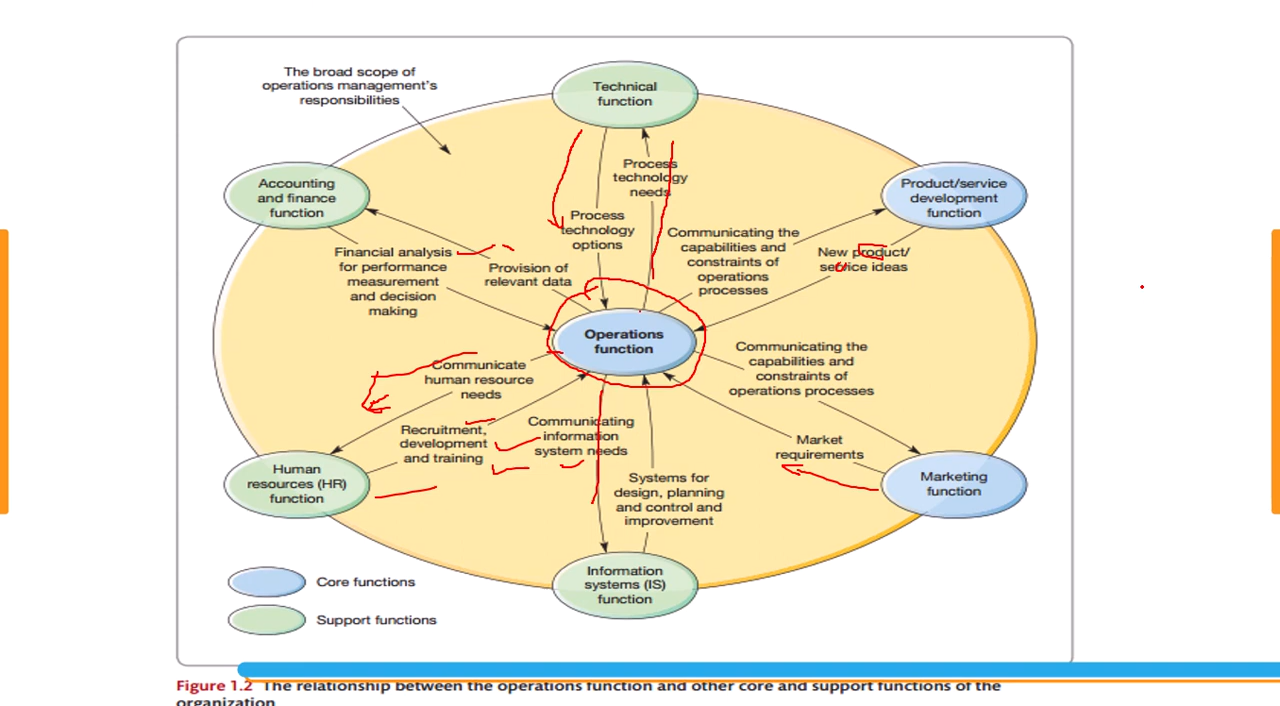 The broad scope of
operations management's
responsibilities
Technical
function
Accounting
and finance
function
Product/service
development
function
Process
technology
needs
Process
technology
options
Communicating the
capabilities and
constraints of
operations
processes
New product/
service ideas
Financial analysis
for performance
measurement
and decision
making
Provision of
relevant data
Operations
function
Communicate
human resource
needs
Communicating the
capabilities and
constraints of
operations processes
Recruitment,
development
and training
Communicating
information
system needs
Market
requirements
Human
resources (HR)
function
Systems for
design, planning
and control and
improvement
Marketing
function
Information
systems (IS)
function
Core functions
Support functions
Figure 1.2 The relationship between the operations function and other core and support functions of the
organization